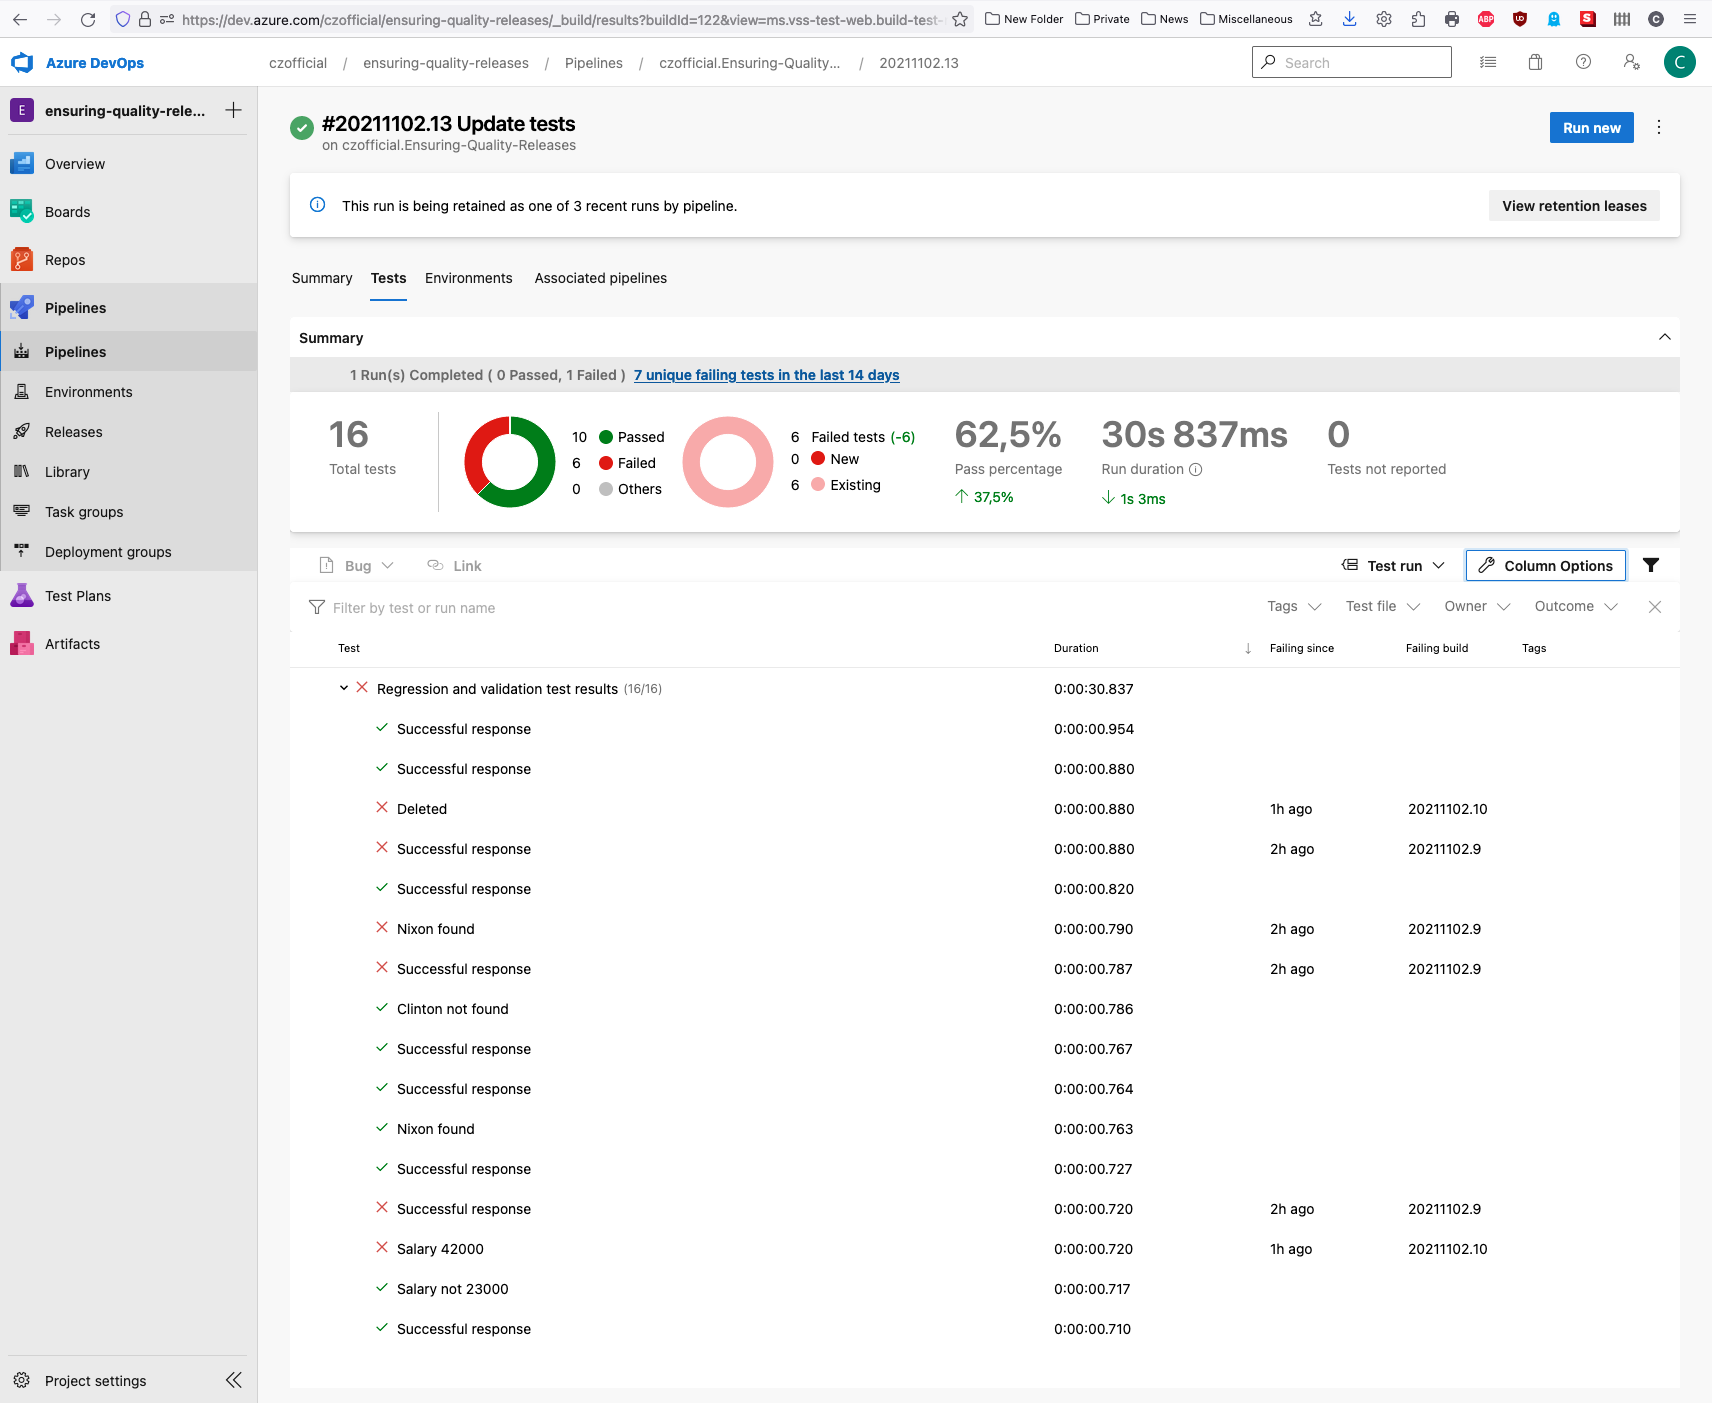 https://dev.azure.com/czofficial/ensuring-quality-releases/_build/results?buildId=122&view=ms.vss-test-web.build-test- New Folder Private News Miscellaneous ABP UD S C
Azure DevOps czofficial / ensuring-quality-releases / Pipelines / czofficial.Ensuring-Quality... / 20211102.13 Search C
E ensuring-quality-rele...
Overview
Boards
Repos
Pipelines
Pipelines
Environments
Releases
Library
Task groups
Deployment groups
Test Plans
Artifacts
Project settings
#20211102.13 Update tests
on czofficial.Ensuring-Quality-Releases
Run new
This run is being retained as one of 3 recent runs by pipeline. View retention leases
Summary Tests Environments Associated pipelines
Summary
1 Run(s) Completed ( 0 Passed, 1 Failed ) 7 unique failing tests in the last 14 days
16
Total tests
10 Passed
6 Failed
0 Others
6 Failed tests (-6)
0 New
6 Existing
62,5%
Pass percentage
37,5%
30s 837ms
Run duration
1s 3ms
0
Tests not reported
Bug Link Test run Column Options
Filter by test or run name Tags Test file Owner Outcome
Test Duration Failing since Failing build Tags
Regression and validation test results (16/16) 0:00:30.837
Successful response 0:00:00.954
Successful response 0:00:00.880
Deleted 0:00:00.880 1h ago 20211102.10
Successful response 0:00:00.880 2h ago 20211102.9
Successful response 0:00:00.820
Nixon found 0:00:00.790 2h ago 20211102.9
Successful response 0:00:00.787 2h ago 20211102.9
Clinton not found 0:00:00.786
Successful response 0:00:00.767
Successful response 0:00:00.764
Nixon found 0:00:00.763
Successful response 0:00:00.727
Successful response 0:00:00.720 2h ago 20211102.9
Salary 42000 0:00:00.720 1h ago 20211102.10
Salary not 23000 0:00:00.717
Successful response 0:00:00.710